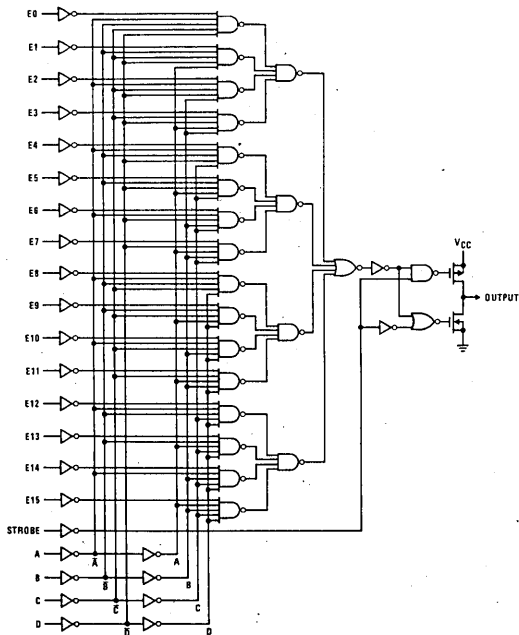 E0
E1
E2
E3
E4
E5
E6
E7
E8
E9
E10
E11
E12
E13
E14
E15
STROBE
A
B
C
D
A̅
B̅
C̅
D̅
A
B
C
D
VCC
OUTPUT